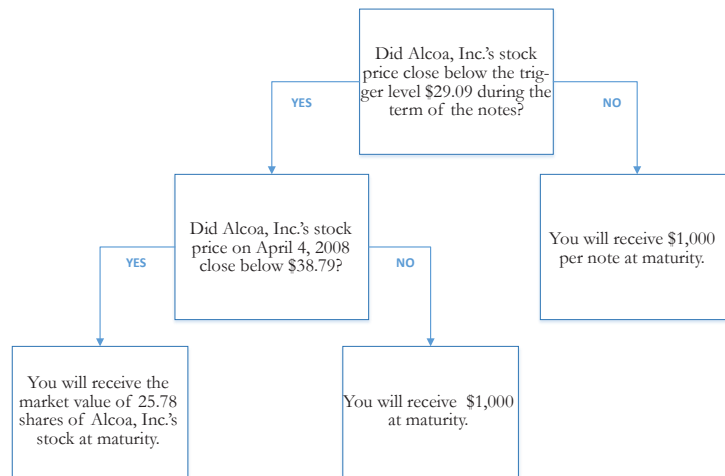 Did Alcoa, Inc.'s stock
price close below the trig-
ger level $29.09 during the
term of the notes?
YES
NO
Did Alcoa, Inc.'s stock
price on April 4, 2008
close below $38.79?
You will receive $1,000
per note at maturity.
YES
NO
You will receive the
market value of 25.78
shares of Alcoa, Inc.'s
stock at maturity.
You will receive $1,000
at maturity.